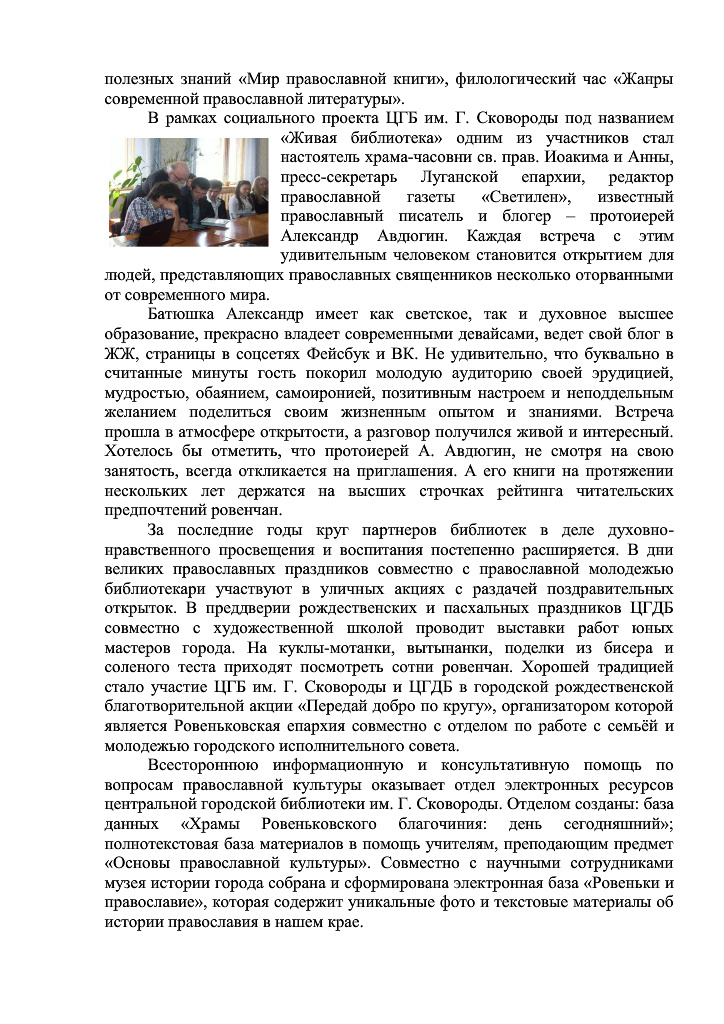 полезных знаний «Мир православной книги», филологический час «Жанры
современной православной литературы».
В рамках социального проекта ЦГБ им. Г. Сковороды под названием
«Живая библиотека» одним из участников стал
настоятель храма-часовни св. прав. Иоакима и Анны,
пресс-секретарь Луганской епархии, редактор
православной газеты «Светилен», известный
православный писатель и блогер – протоиерей
Александр Авдюгин. Каждая встреча с этим
удивительным человеком становится открытием для
людей, представляющих православных священников несколько оторванными
от современного мира.
Батюшка Александр имеет как светское, так и духовное высшее
образование, прекрасно владеет современными девайсами, ведет свой блог в
ЖЖ, страницы в соцсетях Фейсбук и ВК. Не удивительно, что буквально в
считанные минуты гость покорил молодую аудиторию своей эрудицией,
мудростью, обаянием, самоиронией, позитивным настроем и неподдельным
желанием поделиться своим жизненным опытом и знаниями. Встреча
прошла в атмосфере открытости, а разговор получился живой и интересный.
Хотелось бы отметить, что протоиерей А. Авдюгин, не смотря на свою
занятость, всегда откликается на приглашения. А его книги на протяжении
нескольких лет держатся на высших строчках рейтинга читательских
предпочтений ровенчан.
За последние годы круг партнеров библиотек в деле духовно-
нравственного просвещения и воспитания постепенно расширяется. В дни
великих православных праздников совместно с православной молодежью
библиотекари участвуют в уличных акциях с раздачей поздравительных
открыток. В преддверии рождественских и пасхальных праздников ЦГДБ
совместно с художественной школой проводит выставки работ юных
мастеров города. На куклы-мотанки, вытынанки, поделки из бисера и
соленого теста приходят посмотреть сотни ровенчан. Хорошей традицией
стало участие ЦГБ им. Г. Сковороды и ЦГДБ в городской рождественской
благотворительной акции «Передай добро по кругу», организатором которой
является Ровеньковская епархия совместно с отделом по работе с семьёй и
молодежью городского исполнительного совета.
Всестороннюю информационную и консультативную помощь по
вопросам православной культуры оказывает отдел электронных ресурсов
центральной городской библиотеки им. Г. Сковороды. Отделом созданы: база
данных «Храмы Ровеньковского благочиния: день сегодняшний»;
полнотекстовая база материалов в помощь учителям, преподающим предмет
«Основы православной культуры». Совместно с научными сотрудниками
музея истории города собрана и сформирована электронная база «Ровеньки и
православие», которая содержит уникальные фото и текстовые материалы об
истории православия в нашем крае.